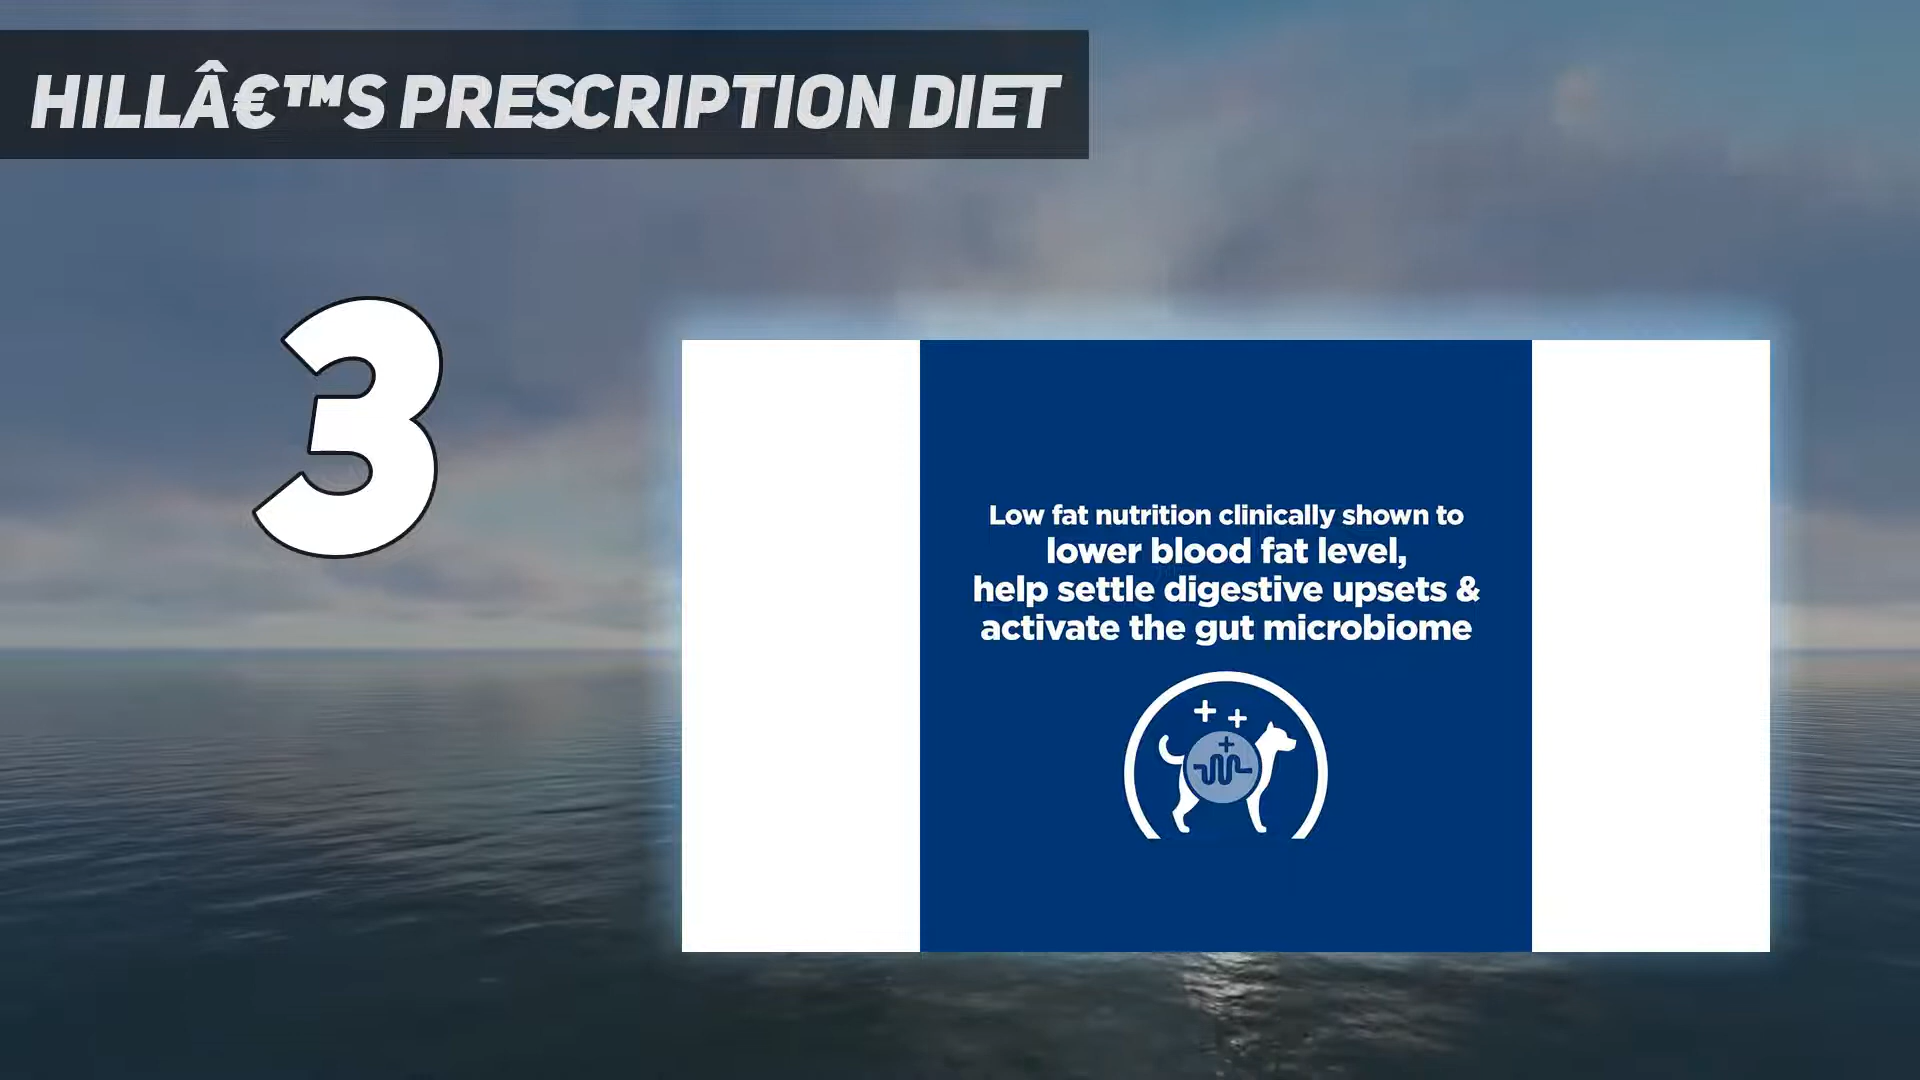 HILLÂ€™S PRESCRIPTION DIET
3
Low fat nutrition clinically shown to
lower blood fat level,
help settle digestive upsets &
activate the gut microbiome